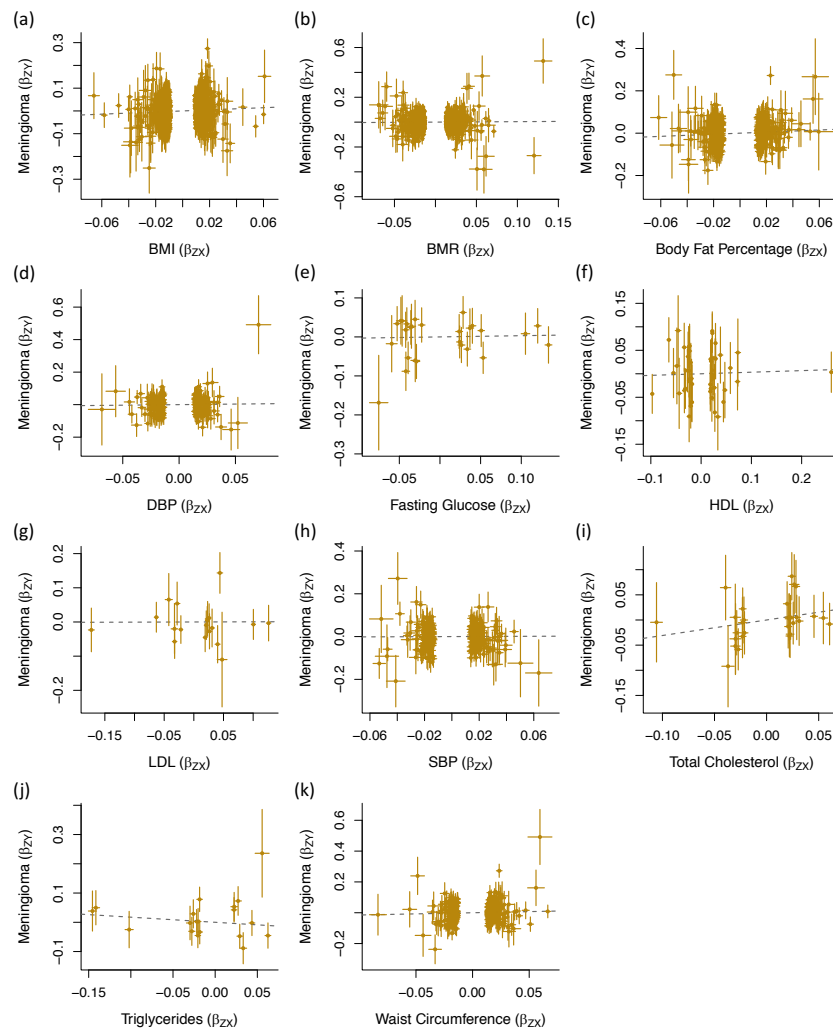 (a)
Meningioma (βZY)
0.3
0.1
−0.1
−0.3
−0.06
−0.02
0.02
0.06
BMI (βZX)
(b)
Meningioma (βZY)
0.6
0.2
−0.2
−0.6
−0.05
0.05
0.10
0.15
BMR (βZX)
(c)
Meningioma (βZY)
0.4
0.2
0.0
−0.2
−0.06
−0.02
0.02
0.06
Body Fat Percentage (βZX)
(d)
Meningioma (βZY)
0.6
0.4
0.2
−0.2
−0.05
0.00
0.05
DBP (βZX)
(e)
Meningioma (βZY)
0.1
0.0
−0.1
−0.2
−0.3
−0.05
0.05
0.10
Fasting Glucose (βZX)
(f)
Meningioma (βZY)
0.15
0.05
−0.05
−0.15
−0.1
0.0
0.1
0.2
HDL (βZX)
(g)
Meningioma (βZY)
0.2
0.1
0.0
−0.2
−0.15
−0.05
0.05
LDL (βZX)
(h)
Meningioma (βZY)
0.4
0.2
0.0
−0.2
−0.06
−0.02
0.02
0.06
SBP (βZX)
(i)
Meningioma (βZY)
0.05
−0.05
−0.15
−0.10
−0.05
0.00
0.05
Total Cholesterol (βZX)
(j)
Meningioma (βZY)
0.3
0.1
−0.1
−0.15
−0.05
0.00
0.05
Triglycerides (βZX)
(k)
Meningioma (βZY)
0.6
0.4
0.2
−0.2
−0.05
0.00
0.05
Waist Circumference (βZX)